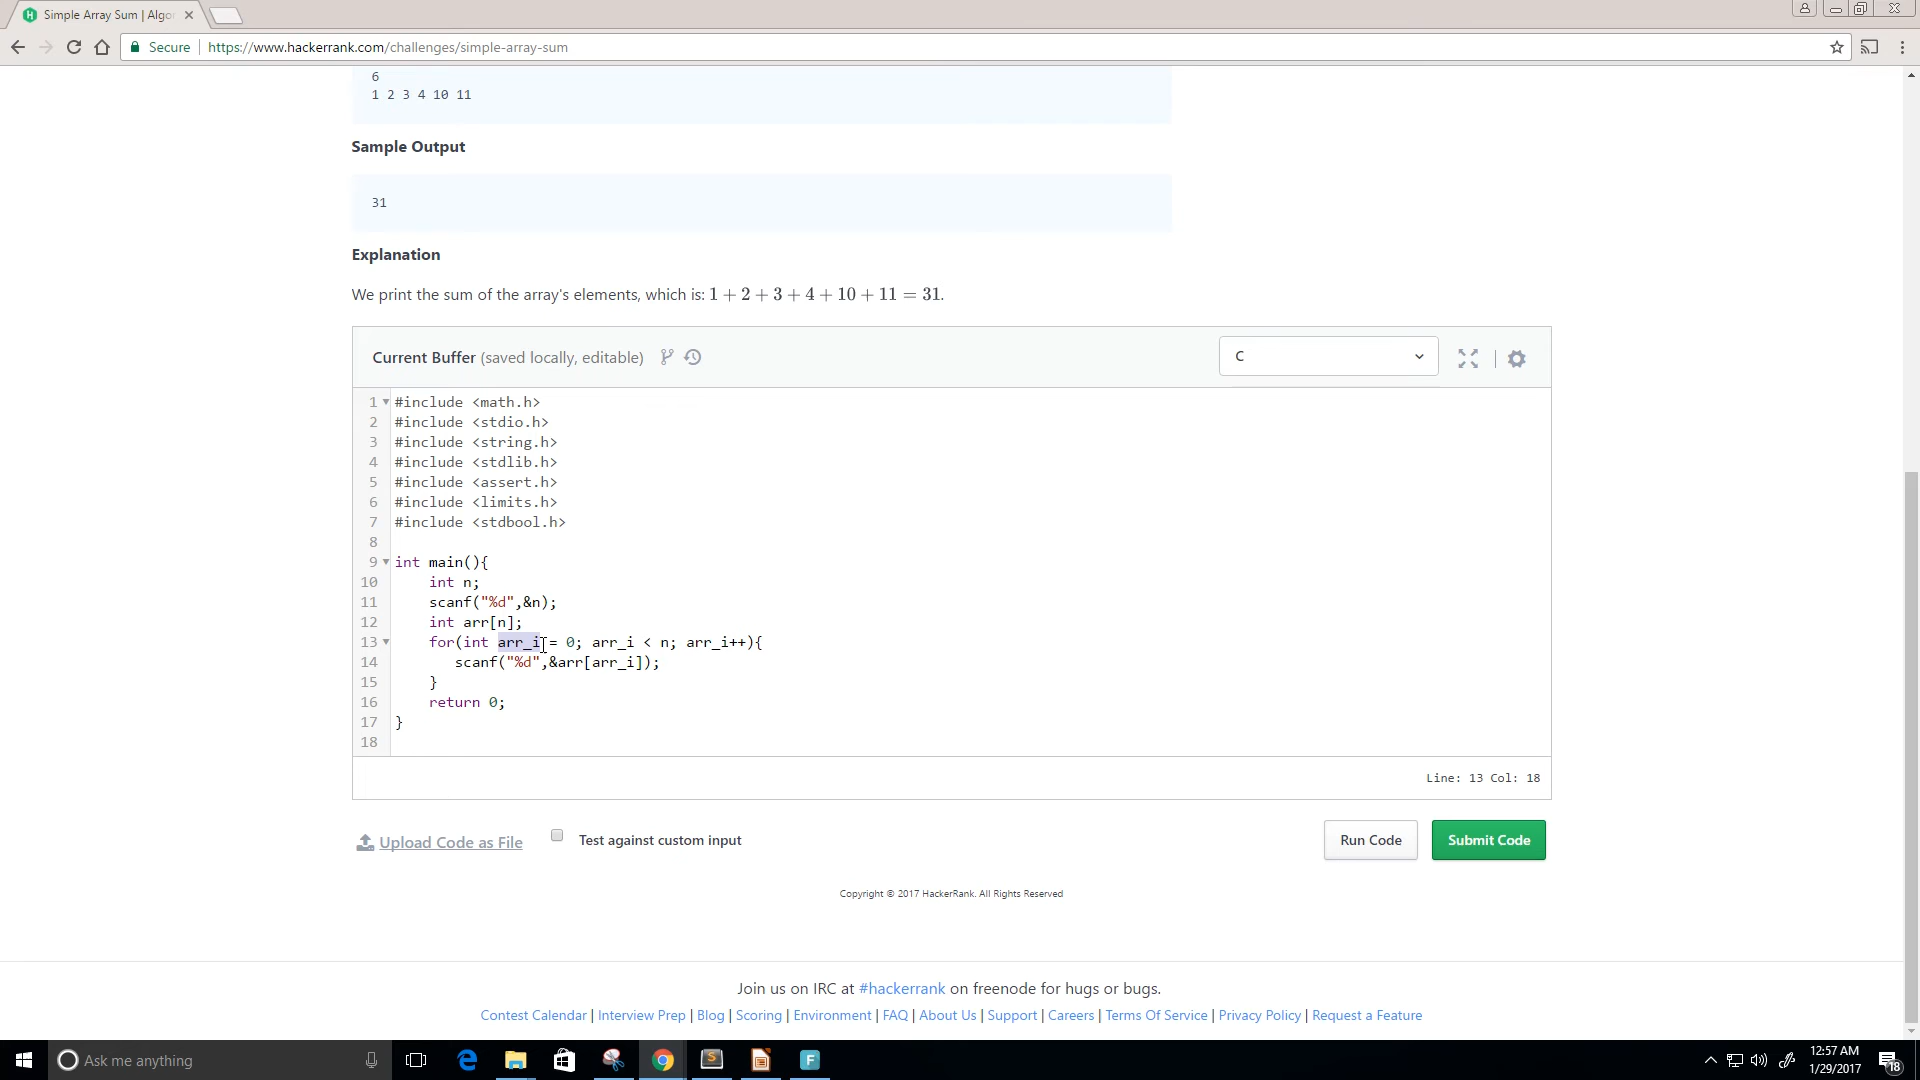 Simple Array Sum | Algo
Secure https://www.hackerrank.com/challenges/simple-array-sum
6
1 2 3 4 10 11
Sample Output
31
Explanation
We print the sum of the array's elements, which is: 1 + 2 + 3 + 4 + 10 + 11 = 31.
Current Buffer (saved locally, editable)
C
1 #include <math.h>
2 #include <stdio.h>
3 #include <string.h>
4 #include <stdlib.h>
5 #include <assert.h>
6 #include <limits.h>
7 #include <stdbool.h>
8
9 int main(){
10 int n;
11 scanf("%d",&n);
12 int arr[n];
13 for(int arr_i = 0; arr_i < n; arr_i++){
14 scanf("%d",&arr[arr_i]);
15 }
16 return 0;
17 }
18
Line: 13 Col: 18
Upload Code as File
Test against custom input
Run Code
Submit Code
Copyright © 2017 HackerRank. All Rights Reserved
Join us on IRC at #hackerrank on freenode for hugs or bugs.
Contest Calendar | Interview Prep | Blog | Scoring | Environment | FAQ | About Us | Support | Careers | Terms Of Service | Privacy Policy | Request a Feature
Ask me anything
12:57 AM
1/29/2017
18